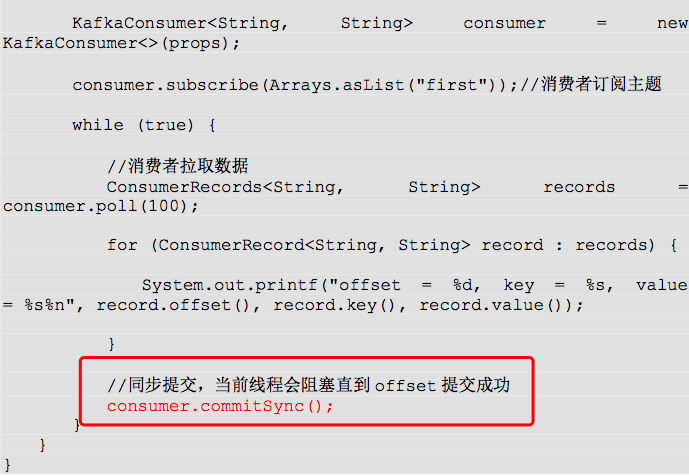 KafkaConsumer<String, String> consumer = new
KafkaConsumer<>(props);
consumer.subscribe(Arrays.asList("first"));//消费者订阅主题
while (true) {
//消费者拉取数据
ConsumerRecords<String, String> records =
consumer.poll(100);
for (ConsumerRecord<String, String> record : records) {
System.out.printf("offset = %d, key = %s, value
= %s%n", record.offset(), record.key(), record.value());
}
//同步提交，当前线程会阻塞直到 offset 提交成功
consumer.commitSync();
}
}
}